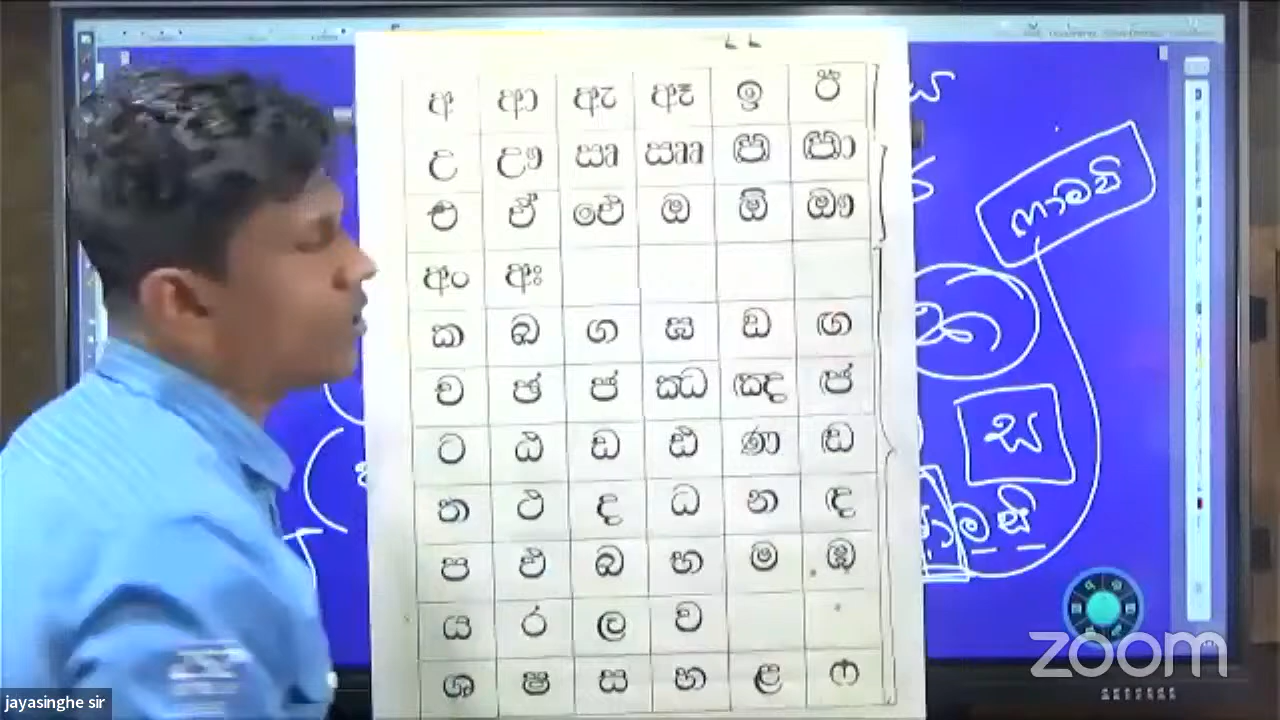 අ ආ ඇ ඈ ඉ ඊ
උ ඌ ඍ ඎ ඏ ඐ
එ ඒ ඓ ඔ ඕ ඖ
අං අඃ
ක ඛ ග ඝ ඞ ඟ
ච ඡ ජ ඣ ඤ ඦ
ට ඨ ඩ ඪ ණ ඬ
ත ථ ද ධ න ඳ
ප ඵ බ භ ම ඹ
ය ර ල ව
ශ ෂ ස හ ළ ෆ
ස
zoom
jayasinghe sir